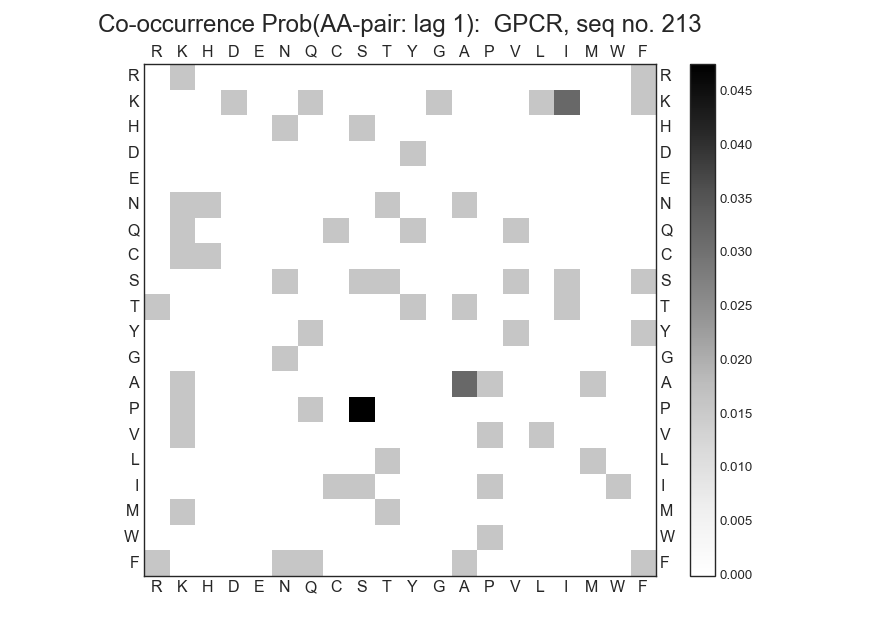 Co-occurrence Prob(AA-pair: lag 1):  GPCR, seq no. 213
R K H D E N Q C S T Y G A P V L I M W F
R R
K K 0.045
H H
D D 0.040
E E
N N 0.035
Q Q
C C 0.030
S S
T T 0.025
Y Y
G G 0.020
A A
P P 0.015
V V
L L 0.010
I I
M M 0.005
W W
F F 0.000
R K H D E N Q C S T Y G A P V L I M W F